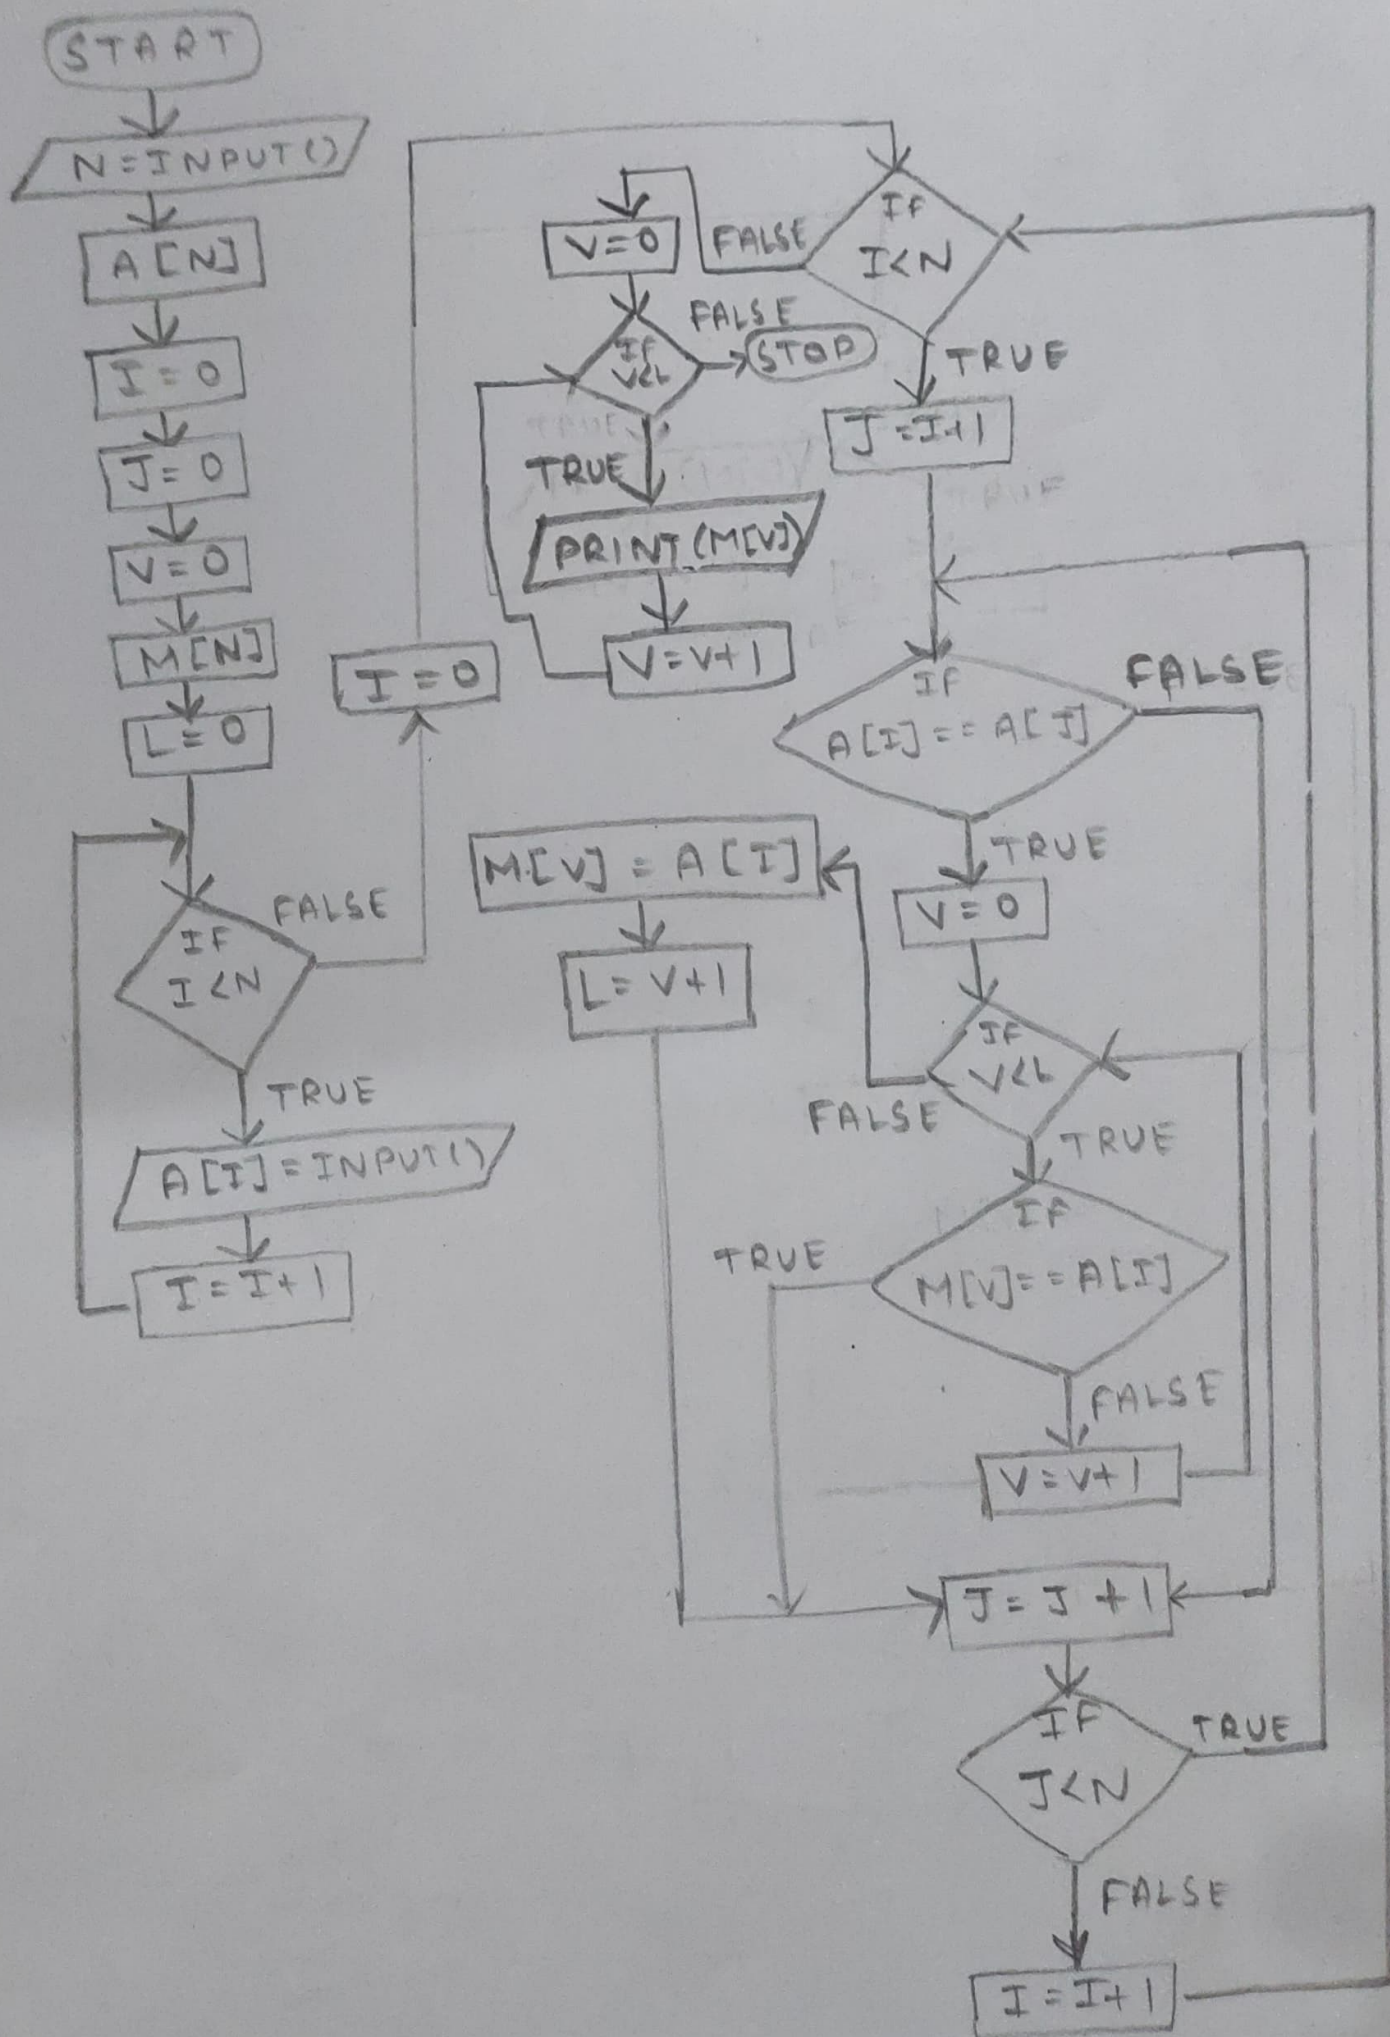 START
N=INPUT()
A[N]
I=0
J=0
V=0
M[N]
L=0
IF
I<N
FALSE
TRUE
A[I]=INPUT()
I=I+1
I=0
IF
I<N
FALSE
TRUE
V=0
IF
V<L
FALSE
STOP
TRUE
PRINT(M[V])
V=V+1
J=I+1
IF
A[I]==A[J]
FALSE
TRUE
V=0
IF
V<L
FALSE
TRUE
M[V]=A[I]
L=V+1
IF
M[V]==A[I]
TRUE
FALSE
V=V+1
J=J+1
IF
J<N
TRUE
FALSE
I=I+1